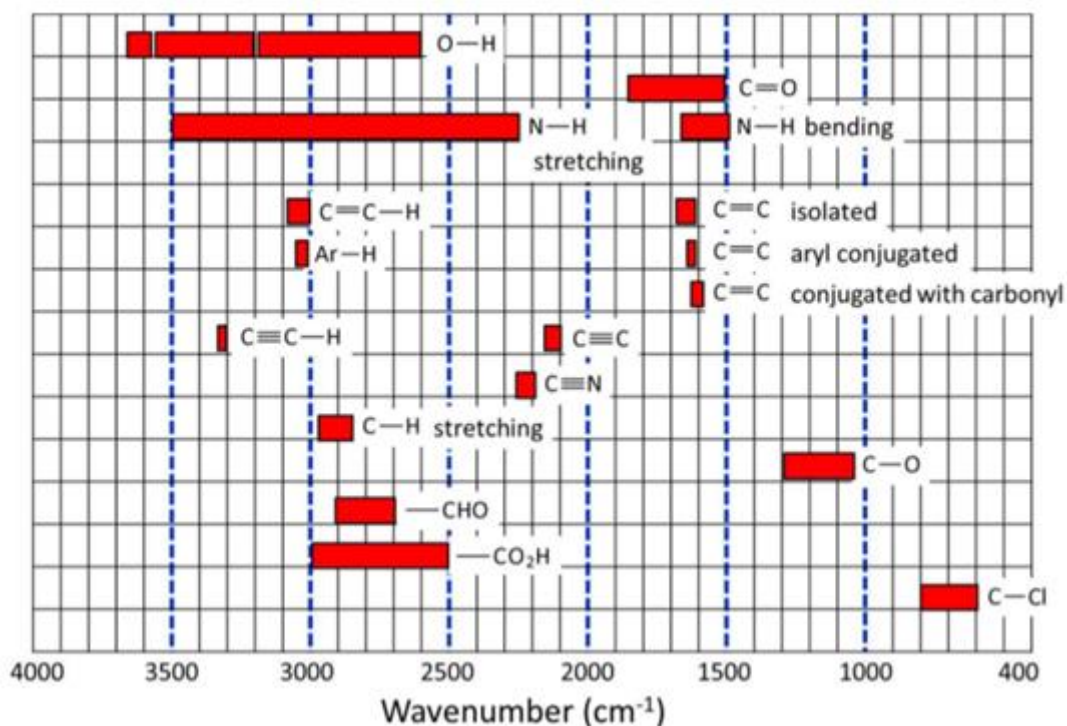 O—H
C=O
N—H stretching
N—H bending
C=C—H
C=C isolated
Ar—H
C=C aryl conjugated
C=C conjugated with carbonyl
C≡C—H
C≡C
C≡N
C—H stretching
C—O
—CHO
—CO₂H
C—Cl
4000 3500 3000 2500 2000 1500 1000 400
Wavenumber (cm⁻¹)